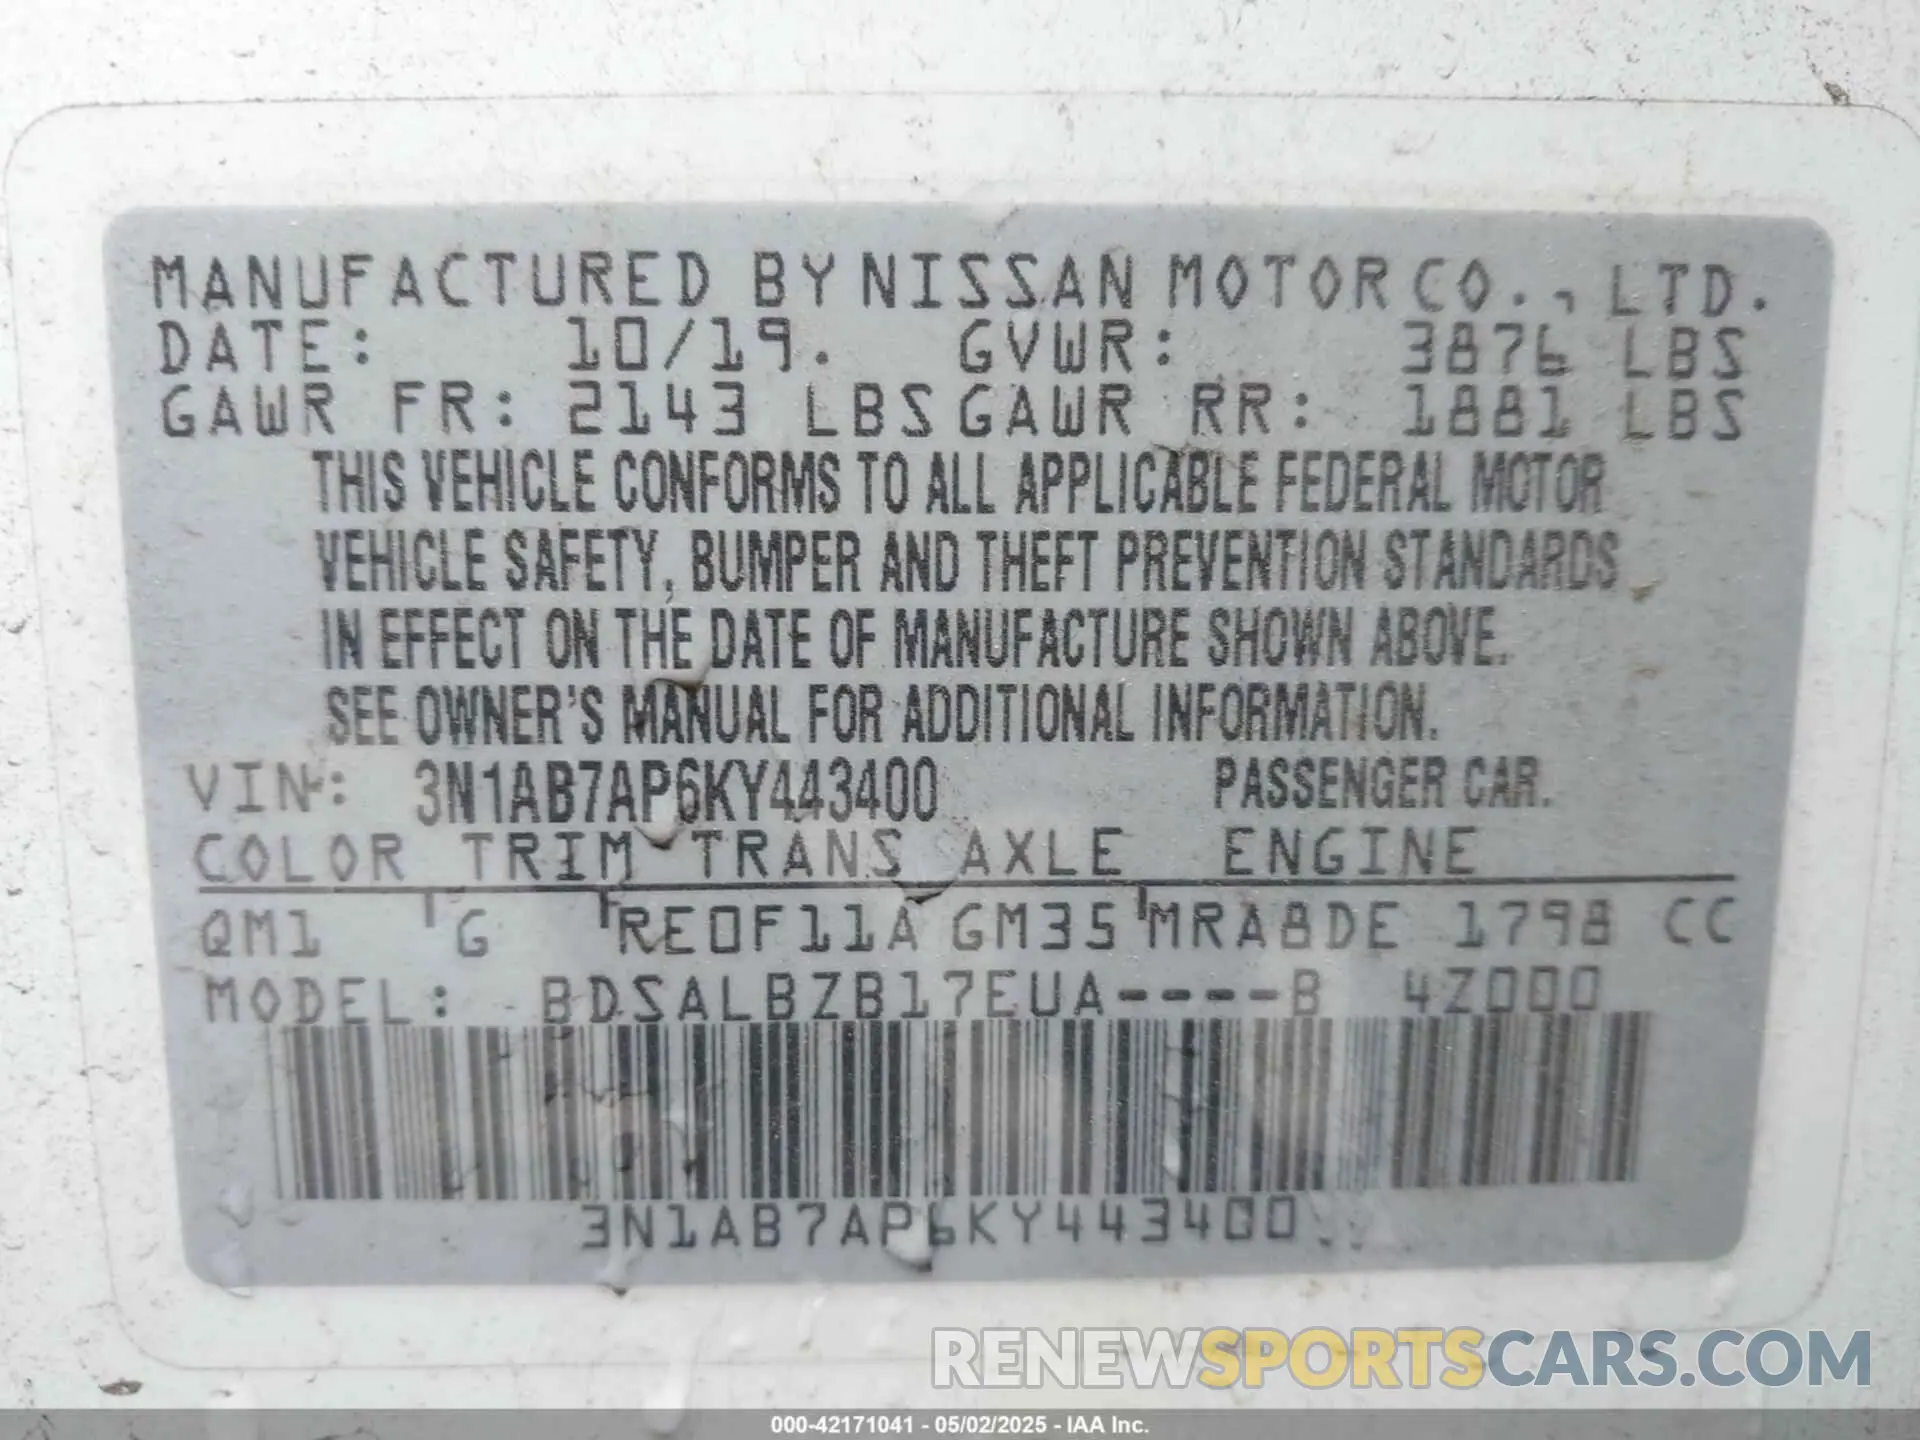 MANUFACTURED BY NISSAN MOTOR CO., LTD.
DATE: 10/19. GVWR: 3876 LBS
GAWR FR: 2143 LBS GAWR RR: 1881 LBS
THIS VEHICLE CONFORMS TO ALL APPLICABLE FEDERAL MOTOR
VEHICLE SAFETY, BUMPER AND THEFT PREVENTION STANDARDS
IN EFFECT ON THE DATE OF MANUFACTURE SHOWN ABOVE.
SEE OWNER'S MANUAL FOR ADDITIONAL INFORMATION.
VIN: 3N1AB7AP6KY443400 PASSENGER CAR.
COLOR TRIM TRANS AXLE ENGINE
QM1 G RE0F11A GM35 MRA8DE 1798 CC
MODEL: BDSALBZB17EUA----B 4Z000
3N1AB7AP6KY443400
RENEWSPORTSCARS.COM
000-42171041 - 05/02/2025 - IAA Inc.